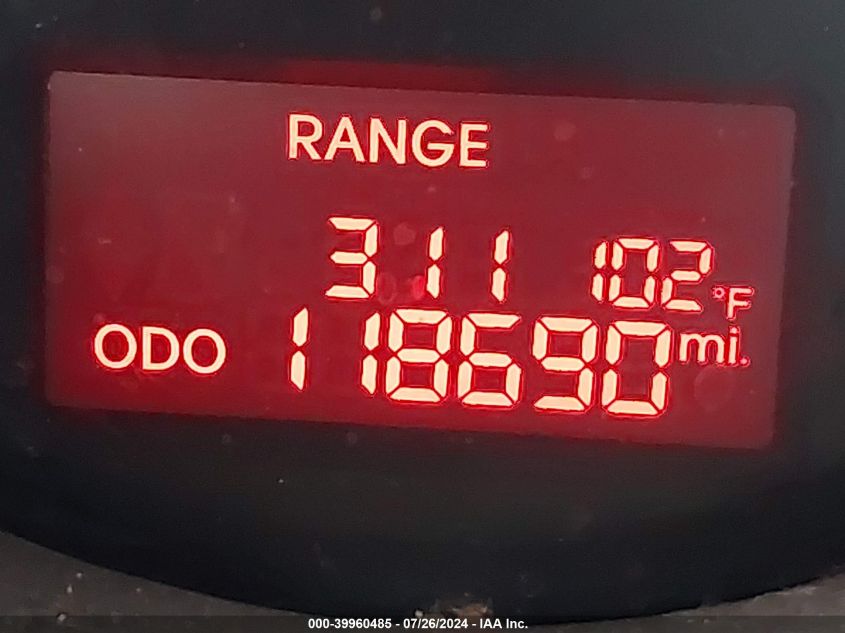 RANGE
311 102°F
ODO 118690 mi.
000-39960485 - 07/26/2024 - IAA Inc.